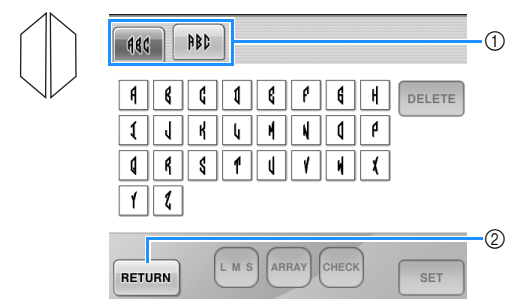 ABC ABC ①
A B C D E F G H DELETE
I J K L M N O P
Q R S T U V W X
Y Z
②
RETURN L M S ARRAY CHECK SET